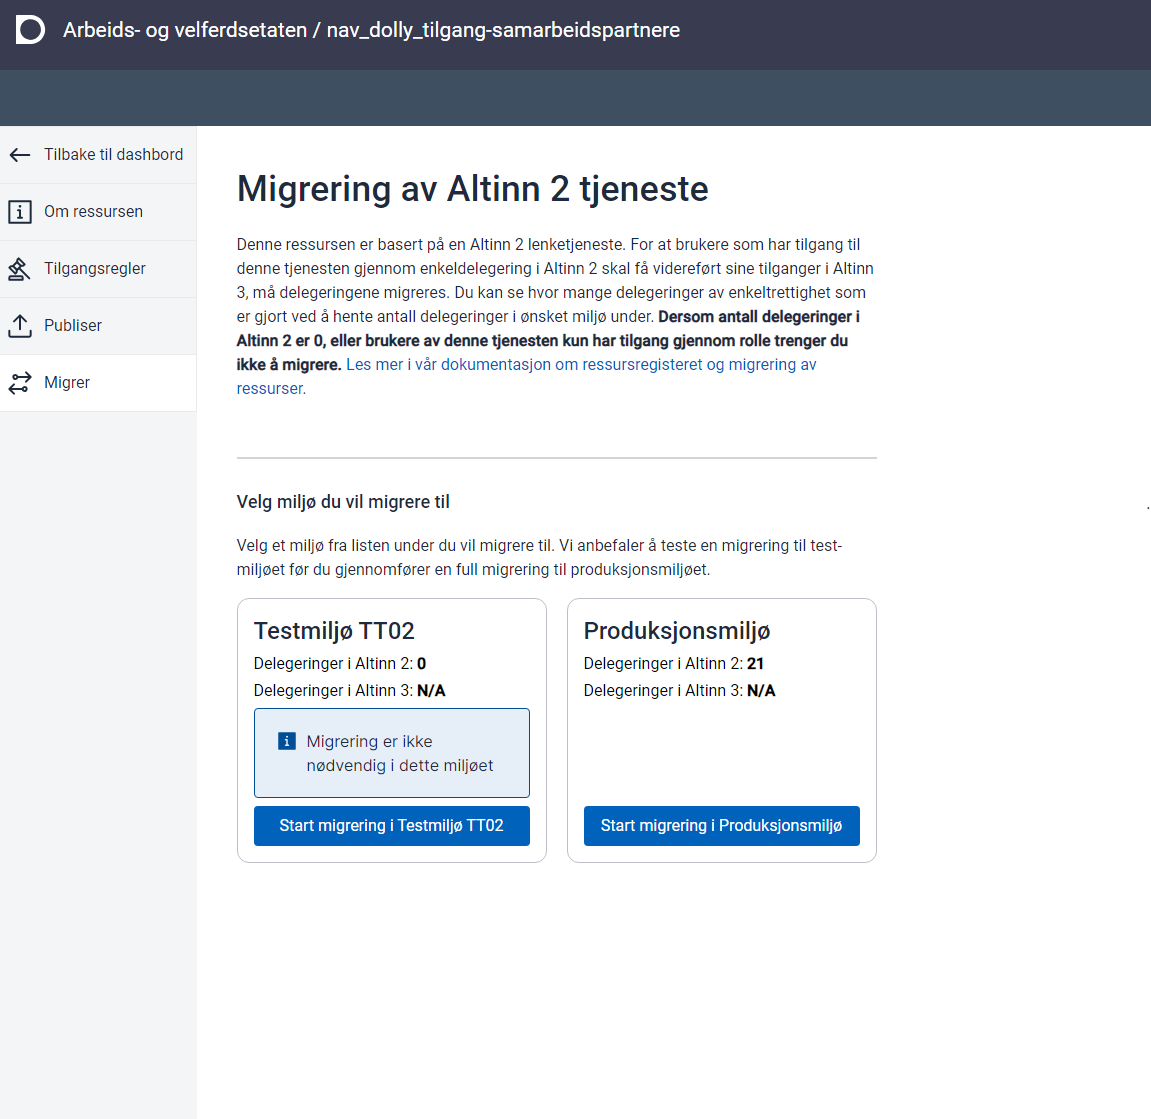 Arbeids- og velferdsetaten / nav_dolly_tilgang-samarbeidspartnere
Tilbake til dashbord
Om ressursen
Tilgangsregler
Publiser
Migrer
Migrering av Altinn 2 tjeneste
Denne ressursen er basert på en Altinn 2 lenketjeneste. For at brukere som har tilgang til
denne tjenesten gjennom enkeldelegering i Altinn 2 skal få videreført sine tilganger i Altinn
3, må delegeringene migreres. Du kan se hvor mange delegeringer av enkeltrettighet som
er gjort ved å hente antall delegeringer i ønsket miljø under. Dersom antall delegeringer i
Altinn 2 er 0, eller brukere av denne tjenesten kun har tilgang gjennom rolle trenger du
ikke å migrere. Les mer i vår dokumentasjon om ressursregisteret og migrering av
ressurser.
Velg miljø du vil migrere til
Velg et miljø fra listen under du vil migrere til. Vi anbefaler å teste en migrering til test-
miljøet før du gjennomfører en full migrering til produksjonsmiljøet.
Testmiljø TT02
Delegeringer i Altinn 2: 0
Delegeringer i Altinn 3: N/A
Migrering er ikke
nødvendig i dette miljøet
Start migrering i Testmiljø TT02
Produksjonsmiljø
Delegeringer i Altinn 2: 21
Delegeringer i Altinn 3: N/A
Start migrering i Produksjonsmiljø